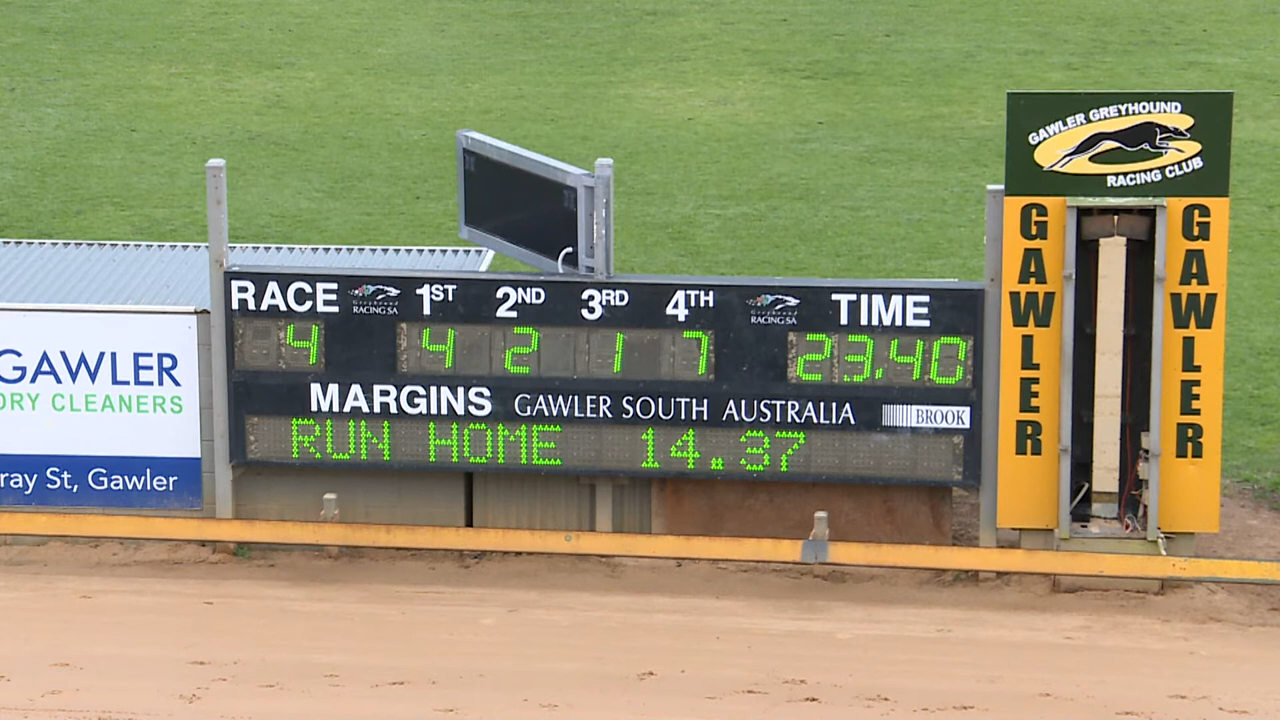 GAWLER GREYHOUND
RACING CLUB
GAWLER
GAWLER
RACE
Greyhound
RACING SA
1ST 2ND 3RD 4TH
Greyhound
RACING SA
TIME
4 4 2 1 7 23.40
MARGINS GAWLER SOUTH AUSTRALIA BROOK
RUN HOME 14.37
GAWLER
DRY CLEANERS
ray St, Gawler